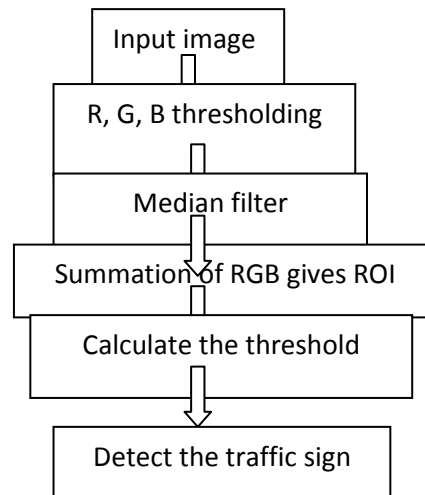 Input image
R, G, B thresholding
Median filter
Summation of RGB gives ROI
Calculate the threshold
Detect the traffic sign